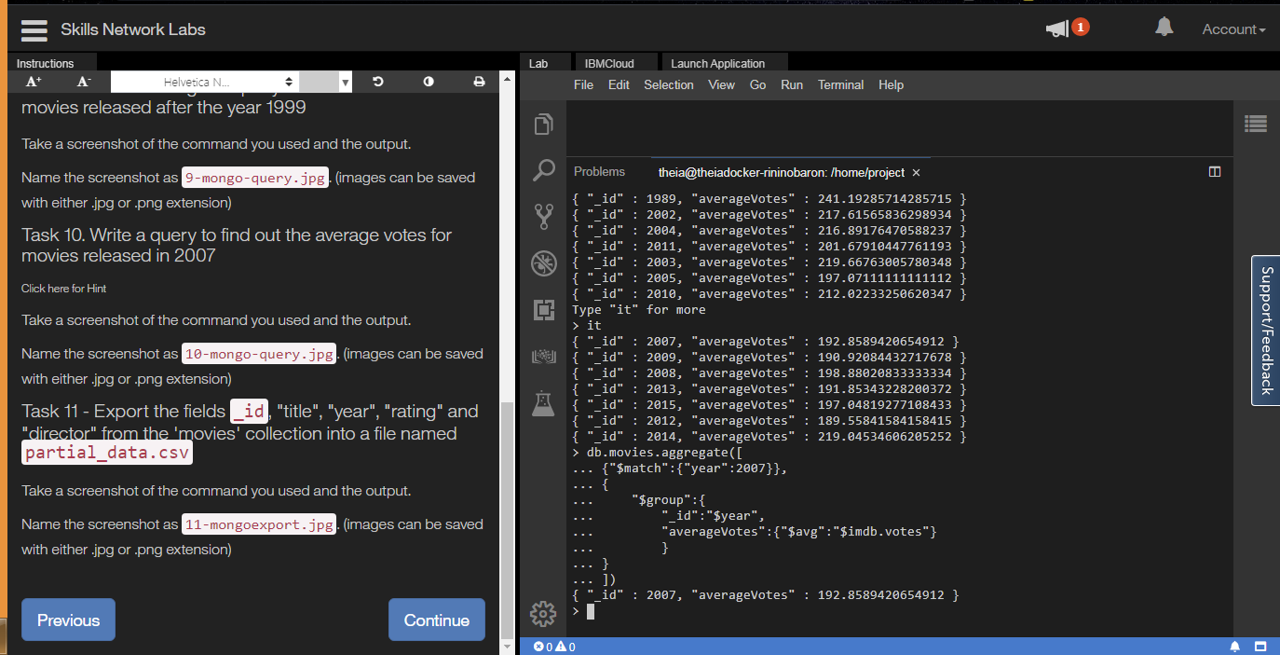 Skills Network Labs
1
Account
Instructions
A+ A- Helvetica N...
movies released after the year 1999
Take a screenshot of the command you used and the output.
Name the screenshot as 9-mongo-query.jpg. (images can be saved
with either .jpg or .png extension)
Task 10. Write a query to find out the average votes for
movies released in 2007
Click here for Hint
Take a screenshot of the command you used and the output.
Name the screenshot as 10-mongo-query.jpg. (images can be saved
with either .jpg or .png extension)
Task 11 - Export the fields _id, "title", "year", "rating" and
"director" from the 'movies' collection into a file named
partial_data.csv
Take a screenshot of the command you used and the output.
Name the screenshot as 11-mongoexport.jpg. (images can be saved
with either .jpg or .png extension)
Previous Continue
Lab IBMCloud Launch Application
File Edit Selection View Go Run Terminal Help
Problems theia@theiadocker-rininobaron: /home/project ×
{ "_id" : 1989, "averageVotes" : 241.19285714285715 }
{ "_id" : 2002, "averageVotes" : 217.61565836298934 }
{ "_id" : 2004, "averageVotes" : 216.89176470588237 }
{ "_id" : 2011, "averageVotes" : 201.67910447761193 }
{ "_id" : 2003, "averageVotes" : 219.66763005780348 }
{ "_id" : 2005, "averageVotes" : 197.07111111111112 }
{ "_id" : 2010, "averageVotes" : 212.02233250620347 }
Type "it" for more
> it
{ "_id" : 2007, "averageVotes" : 192.8589420654912 }
{ "_id" : 2009, "averageVotes" : 190.92084432717678 }
{ "_id" : 2008, "averageVotes" : 198.88020833333334 }
{ "_id" : 2013, "averageVotes" : 191.85343228200372 }
{ "_id" : 2015, "averageVotes" : 197.04819277108433 }
{ "_id" : 2012, "averageVotes" : 189.55841584158415 }
{ "_id" : 2014, "averageVotes" : 219.04534606205252 }
> db.movies.aggregate([
... {"$match":{"year":2007}},
... {
... "$group":{
... "_id":"$year",
... "averageVotes":{"$avg":"$imdb.votes"}
... }
... }
... ])
{ "_id" : 2007, "averageVotes" : 192.8589420654912 }
>
0 0
Support/Feedback